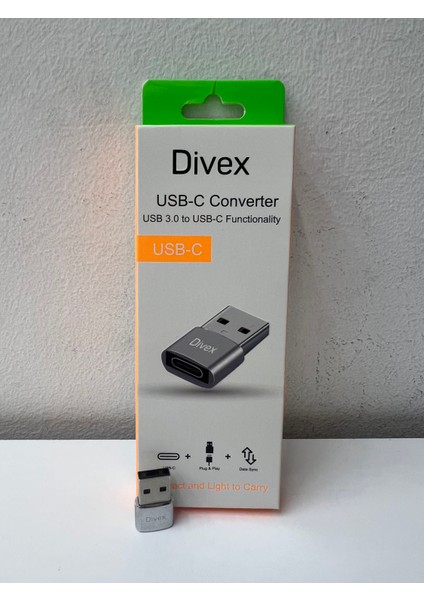 Divex
USB-C Converter
USB 3.0 to USB-C Functionality
USB-C
Divex
Plug & Play
Data Sync
and Light to Carry
Divex